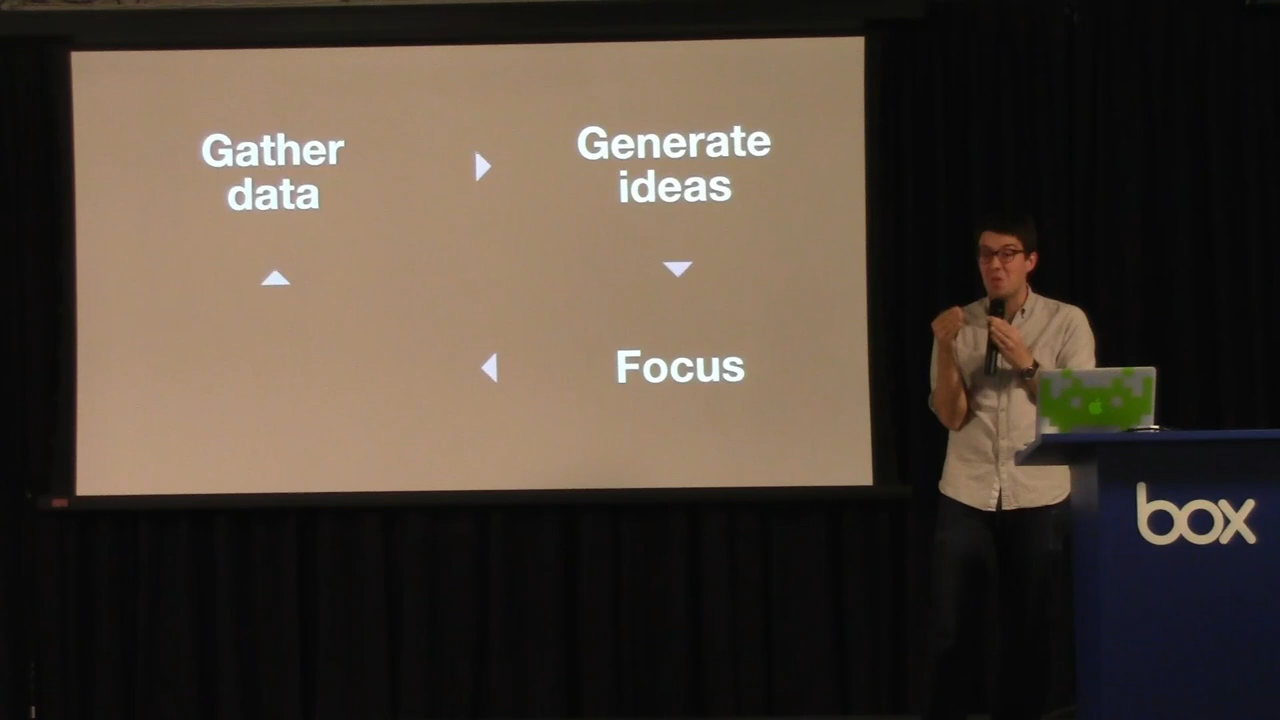 Gather
data
Generate
ideas
Focus
box